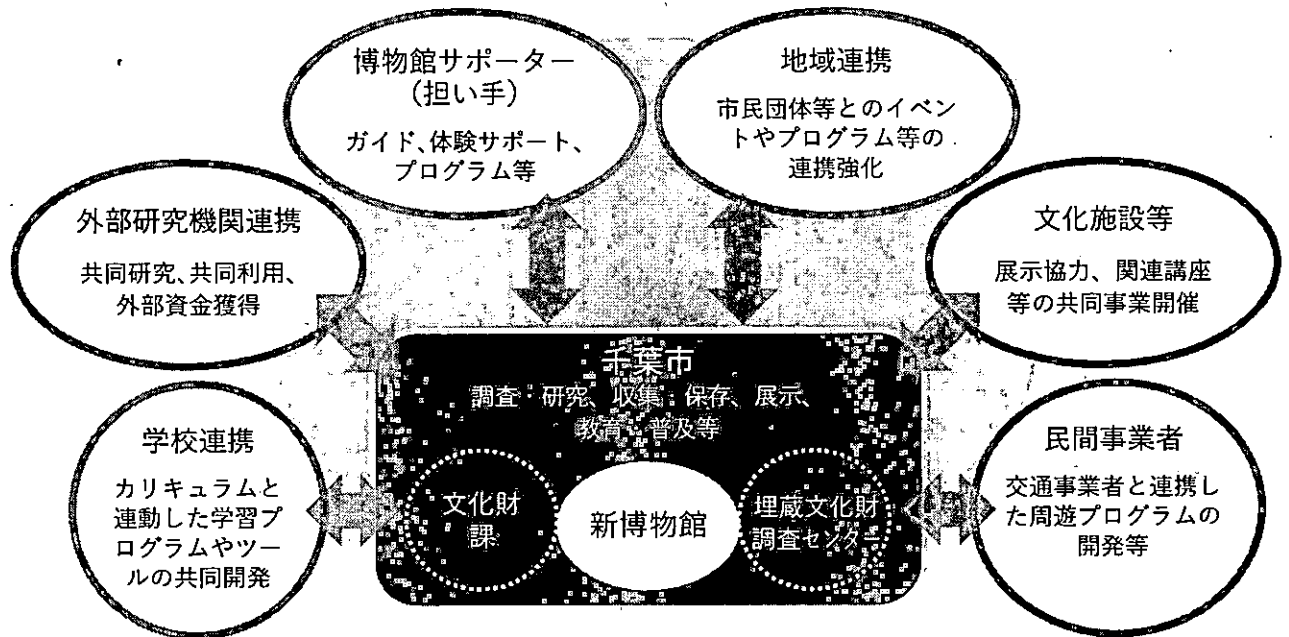 博物館サポーター
(担い手)
ガイド、体験サポート、
プログラム等
地域連携
市民団体等とのイベン
トやプログラム等の
連携強化
外部研究機関連携
共同研究、共同利用、
外部資金獲得
文化施設等
展示協力、関連講座
等の共同事業開催
千葉市
調査・研究、収集・保存、展示、
教育・普及等
学校連携
カリキュラムと
連動した学習プ
ログラムやツー
ルの共同開発
文化財
課
新博物館
埋蔵文化財
調査センター
民間事業者
交通事業者と連携し
た周遊プログラムの
開発等